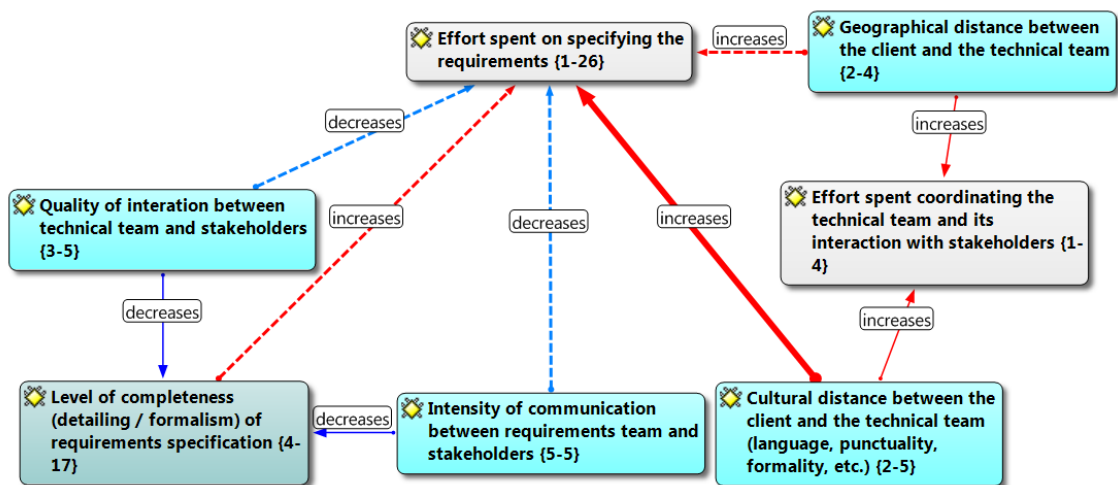 Effort spent on specifying the
requirements {1-26}
increases
Geographical distance between
the client and the technical team
{2-4}
decreases
increases
Quality of interation between
technical team and stakeholders
{3-5}
increases
decreases
increases
Effort spent coordinating the
technical team and its
interaction with stakeholders {1-
4}
decreases
increases
Level of completeness
(detailing / formalism) of
requirements specification {4-
17}
decreases
Intensity of communication
between requirements team and
stakeholders {5-5}
Cultural distance between the
client and the technical team
(language, punctuality,
formality, etc.) {2-5}